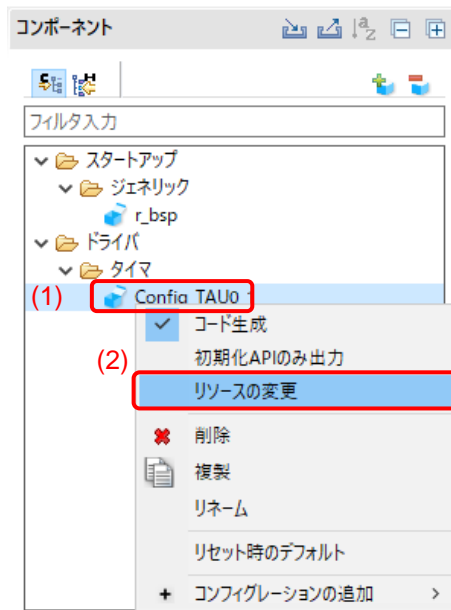 コンポーネント
フィルタ入力
スタートアップ
ジェネリック
r_bsp
ドライバ
タイマ
(1) Config_TAU0_1
コード生成
(2) 初期化APIのみ出力
リソースの変更
削除
複製
リネーム
リセット時のデフォルト
コンフィグレーションの追加